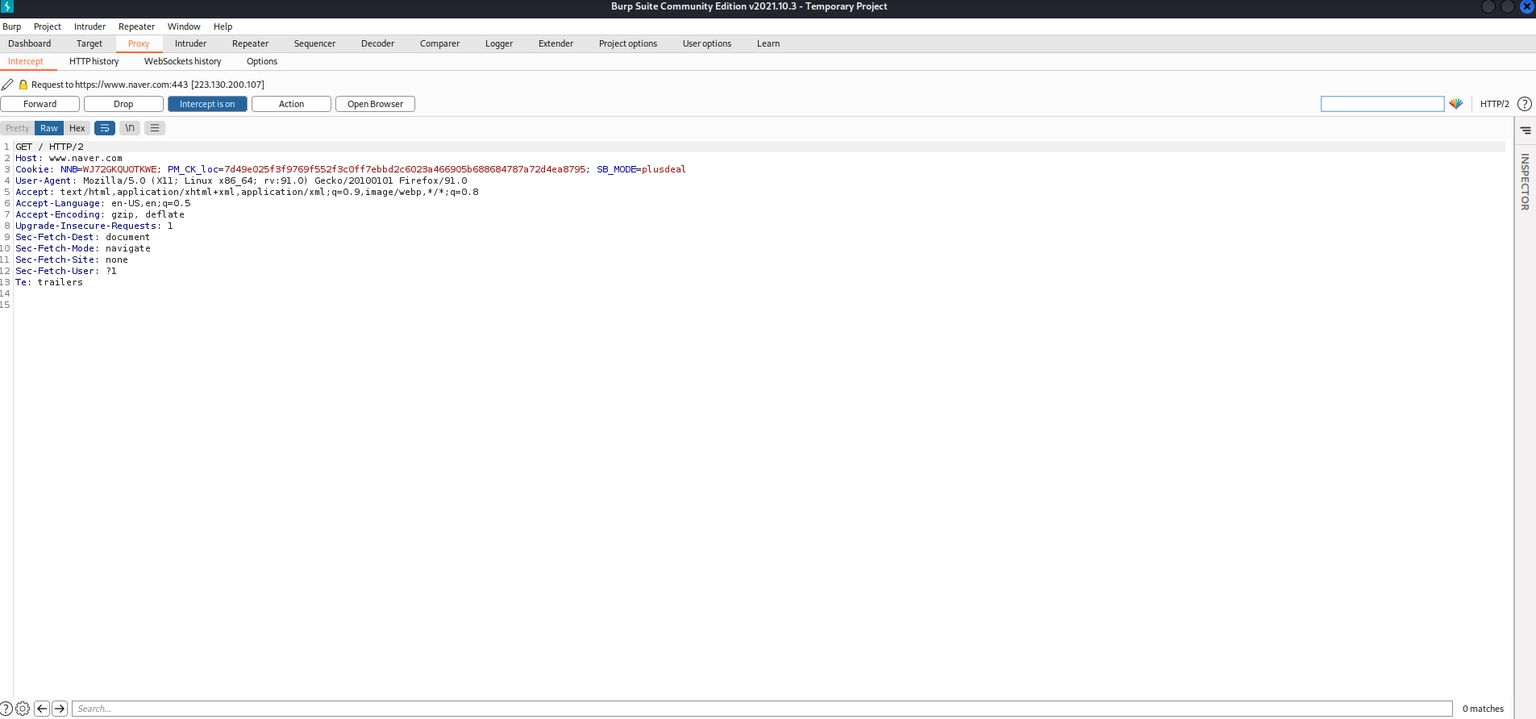 Burp Suite Community Edition v2021.10.3 - Temporary Project
Burp Project Intruder Repeater Window Help
Dashboard Target Proxy Intruder Repeater Sequencer Decoder Comparer Logger Extender Project options User options Learn
Intercept HTTP history WebSockets history Options
Request to https://www.naver.com:443 [223.130.200.107]
Forward Drop Intercept is on Action Open Browser HTTP/2 ?
Pretty Raw Hex \n
1 GET / HTTP/2
2 Host: www.naver.com
3 Cookie: NNB=WJ72GKQUOTKWE; PM_CK_loc=7d49e025f3f9769f552f3c0ff7ebbd2c6023a466905b688684787a72d4ea8795; SB_MODE=plusdeal
4 User-Agent: Mozilla/5.0 (X11; Linux x86_64; rv:91.0) Gecko/20100101 Firefox/91.0
5 Accept: text/html,application/xhtml+xml,application/xml;q=0.9,image/webp,*/*;q=0.8
6 Accept-Language: en-US,en;q=0.5
7 Accept-Encoding: gzip, deflate
8 Upgrade-Insecure-Requests: 1
9 Sec-Fetch-Dest: document
10 Sec-Fetch-Mode: navigate
11 Sec-Fetch-Site: none
12 Sec-Fetch-User: ?1
13 Te: trailers
14
15
INSPECTOR
? Search... 0 matches